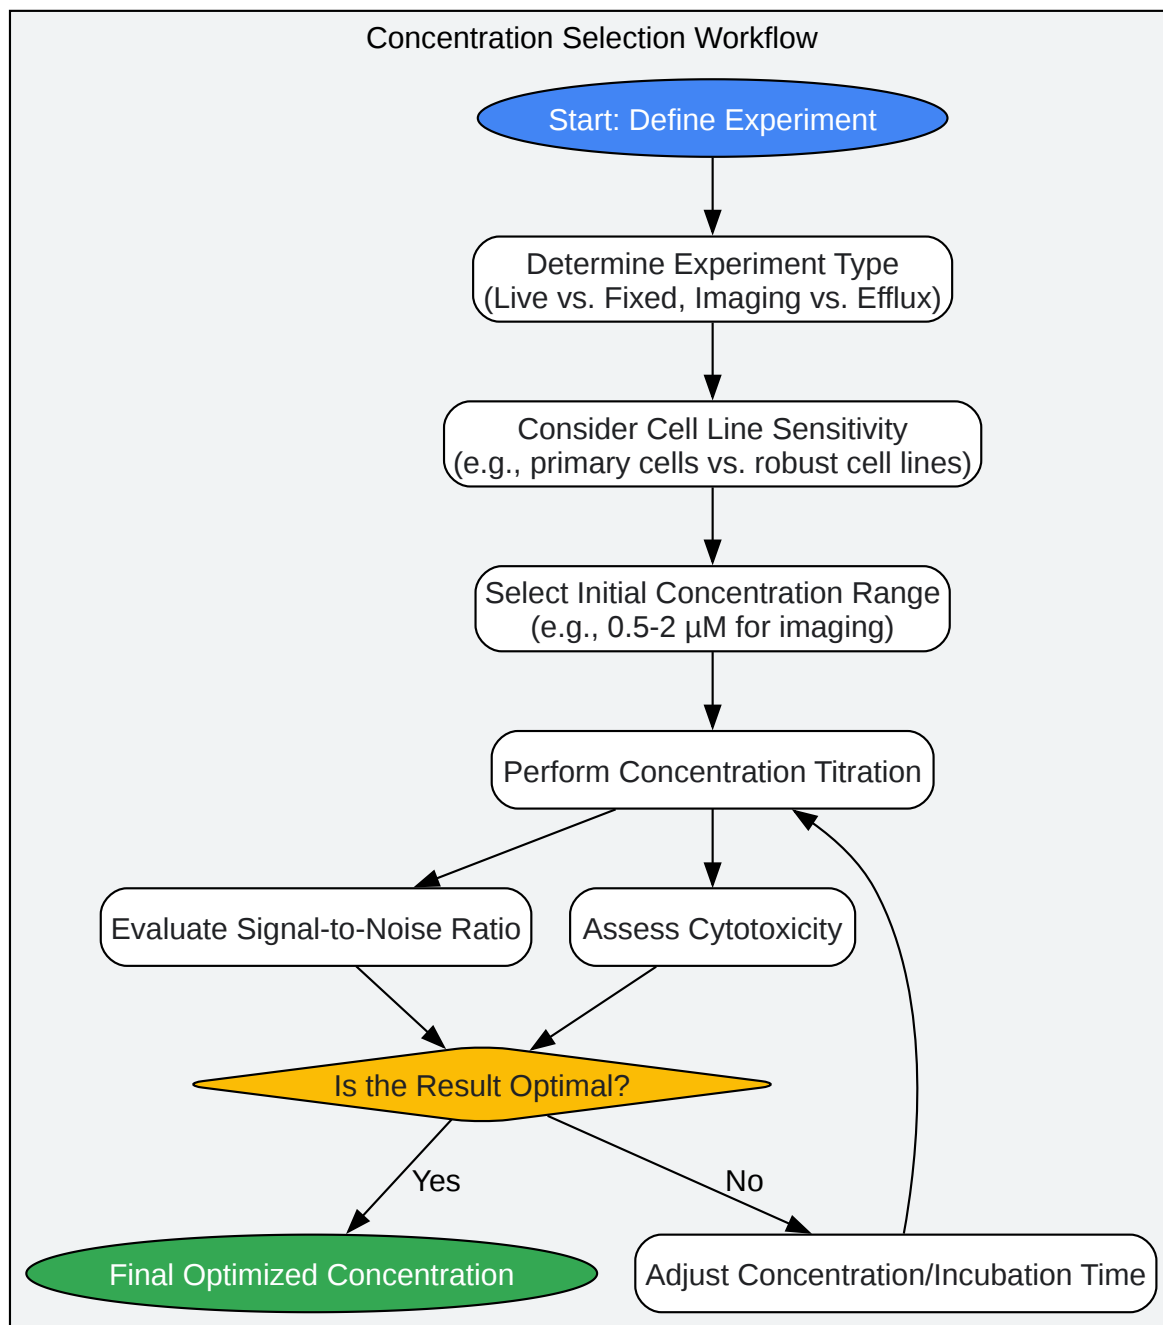 Concentration Selection Workflow
Start: Define Experiment
Determine Experiment Type
(Live vs. Fixed, Imaging vs. Efflux)
Consider Cell Line Sensitivity
(e.g., primary cells vs. robust cell lines)
Select Initial Concentration Range
(e.g., 0.5-2 µM for imaging)
Perform Concentration Titration
Evaluate Signal-to-Noise Ratio
Assess Cytotoxicity
Is the Result Optimal?
Yes
No
Final Optimized Concentration
Adjust Concentration/Incubation Time